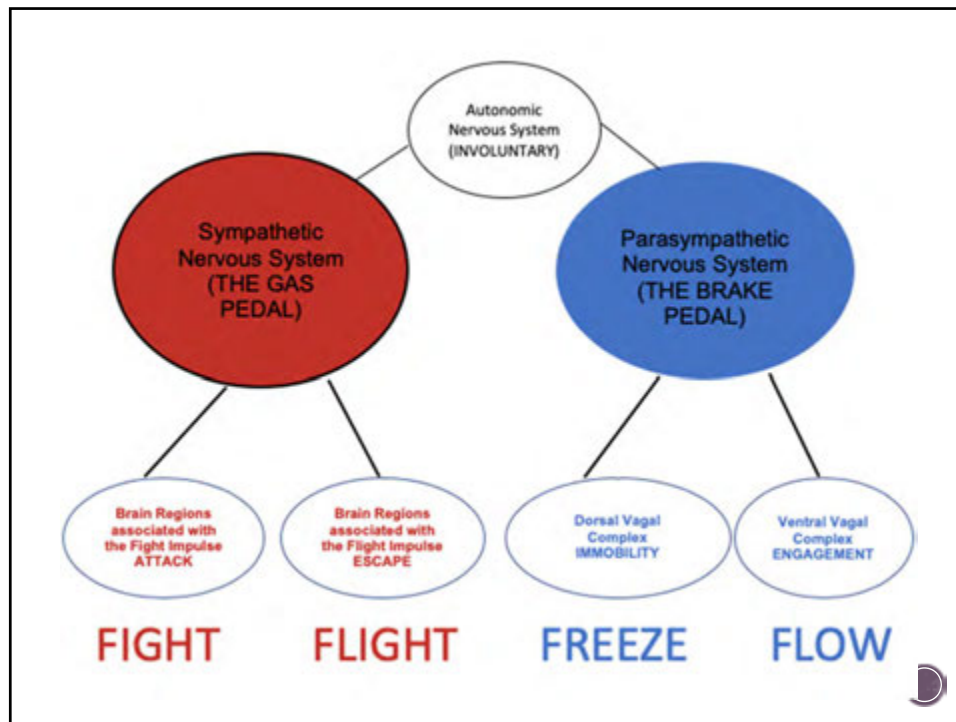 Autonomic
Nervous System
(INVOLUNTARY)
Sympathetic
Nervous System
(THE GAS
PEDAL)
Parasympathetic
Nervous System
(THE BRAKE
PEDAL)
Brain Regions
associated with
the Fight Impulse
ATTACK
Brain Regions
associated with
the Flight Impulse
ESCAPE
Dorsal Vagal
Complex
IMMOBILITY
Ventral Vagal
Complex
ENGAGEMENT
FIGHT
FLIGHT
FREEZE
FLOW